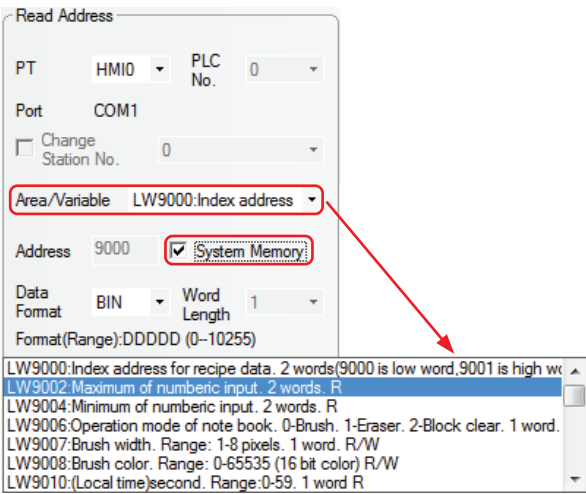 Read Address
PT HMI0 PLC No. 0
Port COM1
Change Station No. 0
Area/Variable LW9000:Index address
Address 9000 System Memory
Data Format BIN Word Length 1
Format(Range):DDDDD (0--10255)
LW9000:Index address for recipe data. 2 words(9000 is low word,9001 is high wo
LW9002:Maximum of numberic input. 2 words. R
LW9004:Minimum of numberic input. 2 words. R
LW9006:Operation mode of note book. 0-Brush. 1-Eraser. 2-Block clear. 1 word.
LW9007:Brush width. Range: 1-8 pixels. 1 word. R/W
LW9008:Brush color. Range: 0-65535 (16 bit color) R/W
LW9010:(Local time)second. Range:0-59. 1 word R